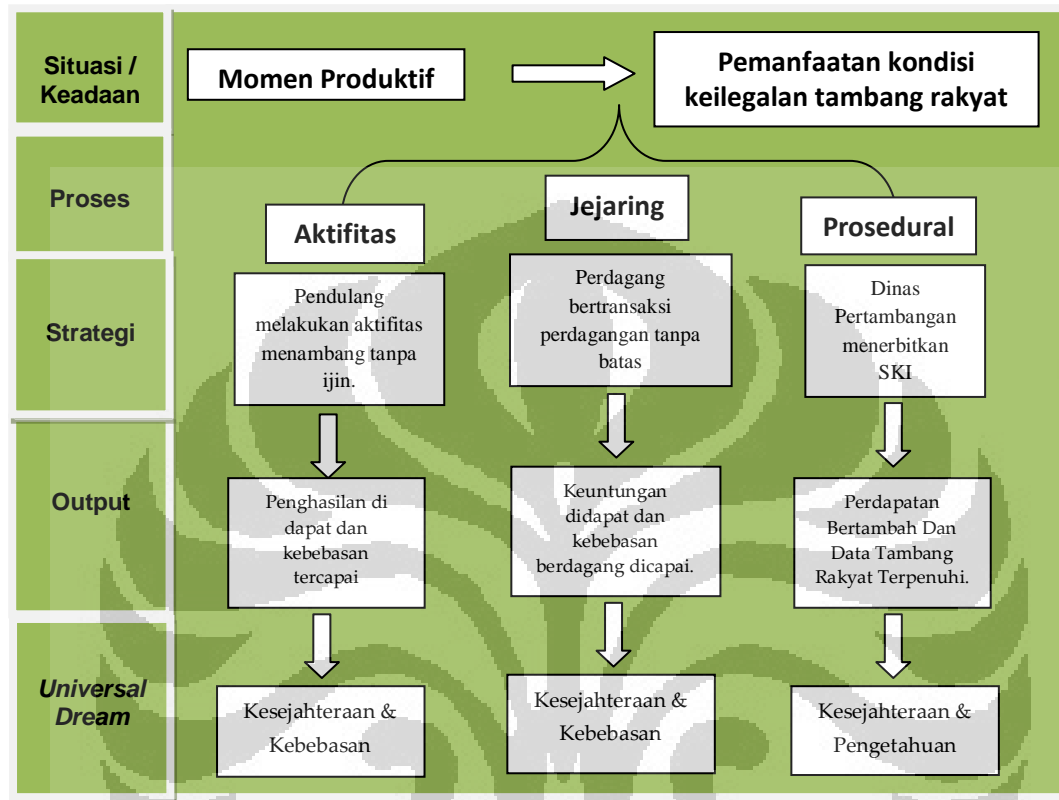 Situasi /
Keadaan
Momen Produktif
Pemanfaatan kondisi
keilegalan tambang rakyat
Proses
Aktifitas
Jejaring
Prosedural
Strategi
Pendulang
melakukan aktifitas
menambang tanpa
ijin.
Perdagang
bertransaksi
perdagangan tanpa
batas
Dinas
Pertambangan
menerbitkan
SKI
Output
Penghasilan di
dapat dan
kebebasan
tercapai
Keuntungan
didapat dan
kebebasan
berdagang dicapai.
Perdapatan
Bertambah Dan
Data Tambang
Rakyat Terpenuhi.
Universal
Dream
Kesejahteraan &
Kebebasan
Kesejahteraan &
Kebebasan
Kesejahteraan &
Pengetahuan